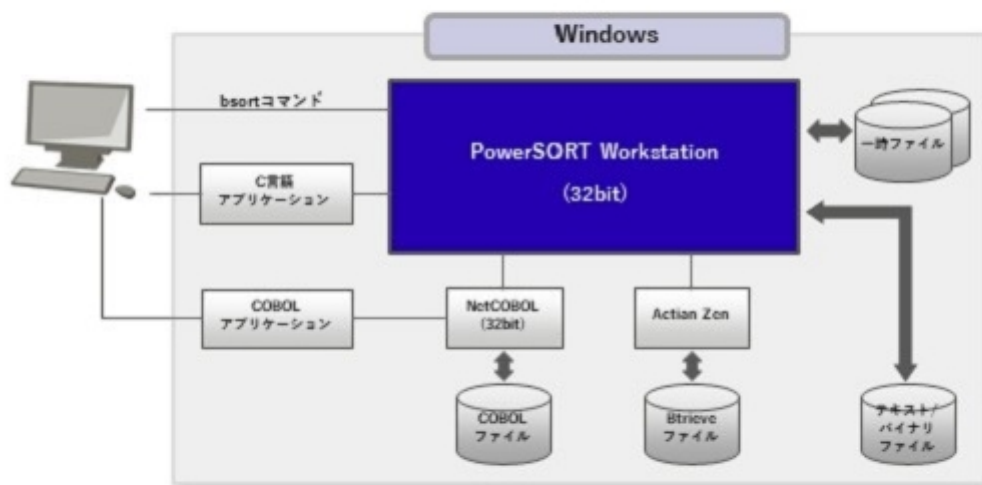 Windows
bsortコマンド
PowerSORT Workstation
(32bit)
一時ファイル
C言語
アプリケーション
COBOL
アプリケーション
NetCOBOL
(32bit)
Actian Zen
COBOL
ファイル
Btrieve
ファイル
テキスト/
バイナリ
ファイル